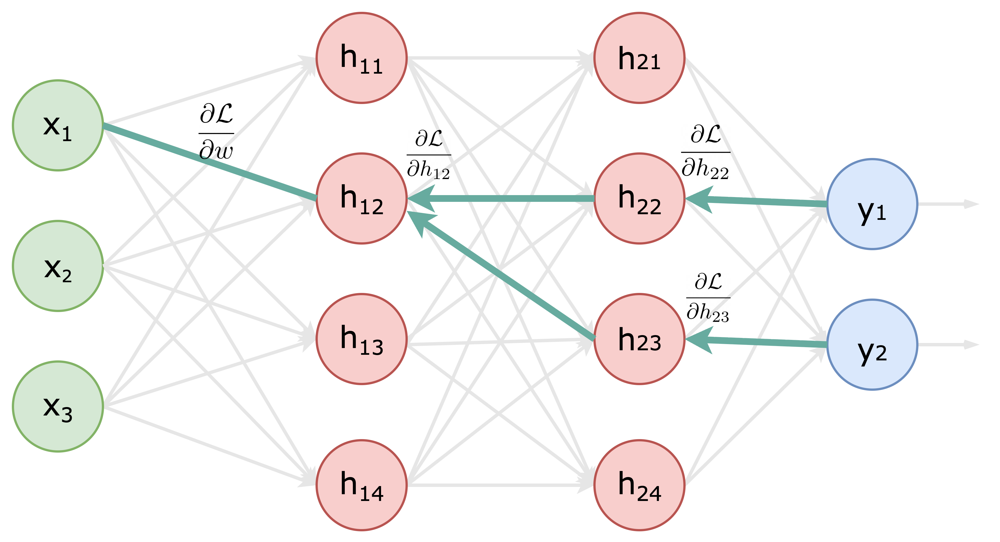 x₁
x₂
x₃
∂ℒ
∂w
h₁₁
h₁₂
h₁₃
h₁₄
∂ℒ
∂h₁₂
h21
h22
h23
h₂₄
∂ℒ
∂h₂₂
∂ℒ
∂h₂₃
y1
y2